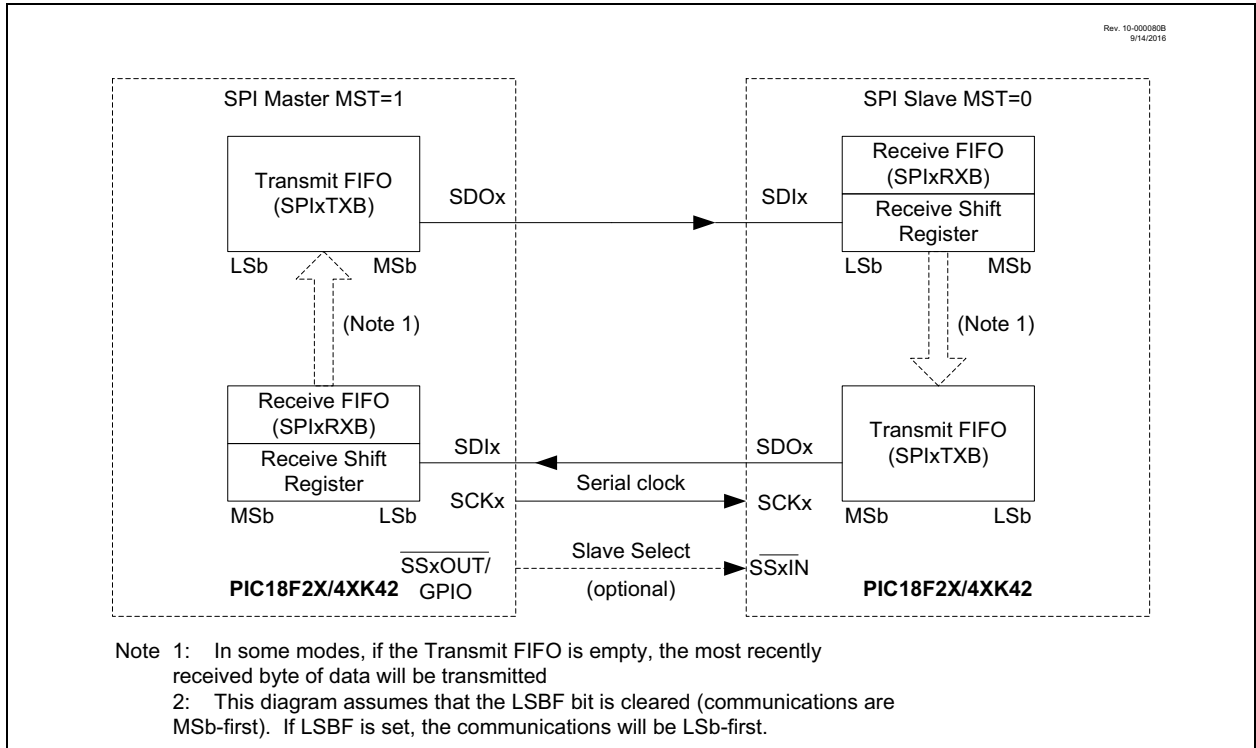 Rev. 10-000080B
9/14/2016
SPI Master MST=1
Transmit FIFO
(SPIxTXB)
SDOx
LSb MSb
(Note 1)
Receive FIFO
(SPIxRXB)
Receive Shift
Register
SDIx
MSb LSb
SCKx
SSxOUT/
GPIO
PIC18F2X/4XK42
Serial clock
Slave Select
(optional)
SPI Slave MST=0
SDIx
Receive FIFO
(SPIxRXB)
Receive Shift
Register
LSb MSb
(Note 1)
SDOx
Transmit FIFO
(SPIxTXB)
SCKx
MSb LSb
SSxIN
PIC18F2X/4XK42
Note 1: In some modes, if the Transmit FIFO is empty, the most recently
received byte of data will be transmitted
2: This diagram assumes that the LSBF bit is cleared (communications are
MSb-first). If LSBF is set, the communications will be LSb-first.